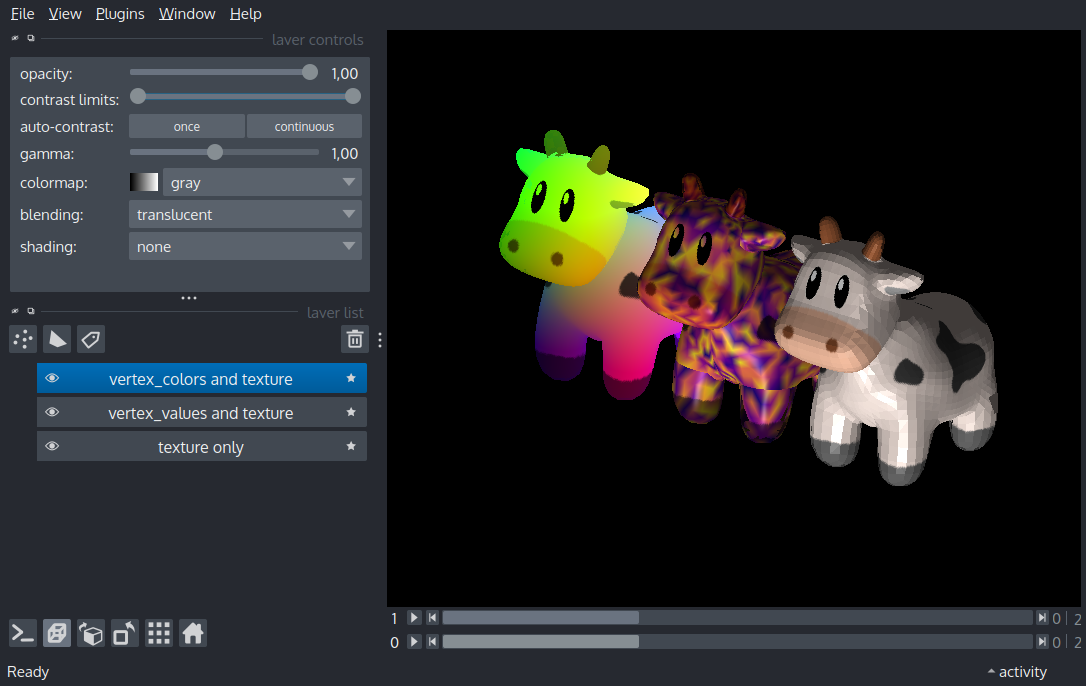 File View Plugins Window Help
layer controls
opacity: 1,00
contrast limits:
auto-contrast: once continuous
gamma: 1,00
colormap: gray
blending: translucent
shading: none
layer list
vertex_colors and texture
vertex_values and texture
texture only
1 0 2
0 0 2
Ready activity